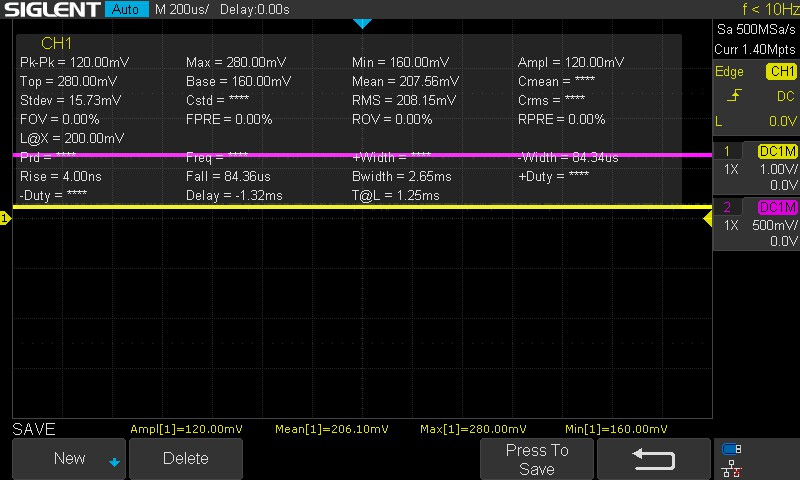 SIGLENT Auto M 200us/ Delay:0.00s f < 10Hz
Sa 500MSa/s
Curr 1.40Mpts
CH1
Pk-Pk = 120.00mV Max = 280.00mV Min = 160.00mV Ampl = 120.00mV
Top = 280.00mV Base = 160.00mV Mean = 207.56mV Cmean = ****
Stdev = 15.73mV Cstd = **** RMS = 208.15mV Crms = ****
FOV = 0.00% FPRE = 0.00% ROV = 0.00% RPRE = 0.00%
L@X = 200.00mV
Prd = **** Freq = **** +Width = **** -Width = 84.34us
Rise = 4.00ns Fall = 84.36us Bwidth = 2.65ms +Duty = ****
-Duty = **** Delay = -1.32ms T@L = 1.25ms
Edge CH1
DC
L 0.0V
1 DC1M
1X 1.00V/
0.0V
2 DC1M
1X 500mV/
0.0V
1
SAVE Ampl[1]=120.00mV Mean[1]=206.10mV Max[1]=280.00mV Min[1]=160.00mV
New Delete Press To
Save